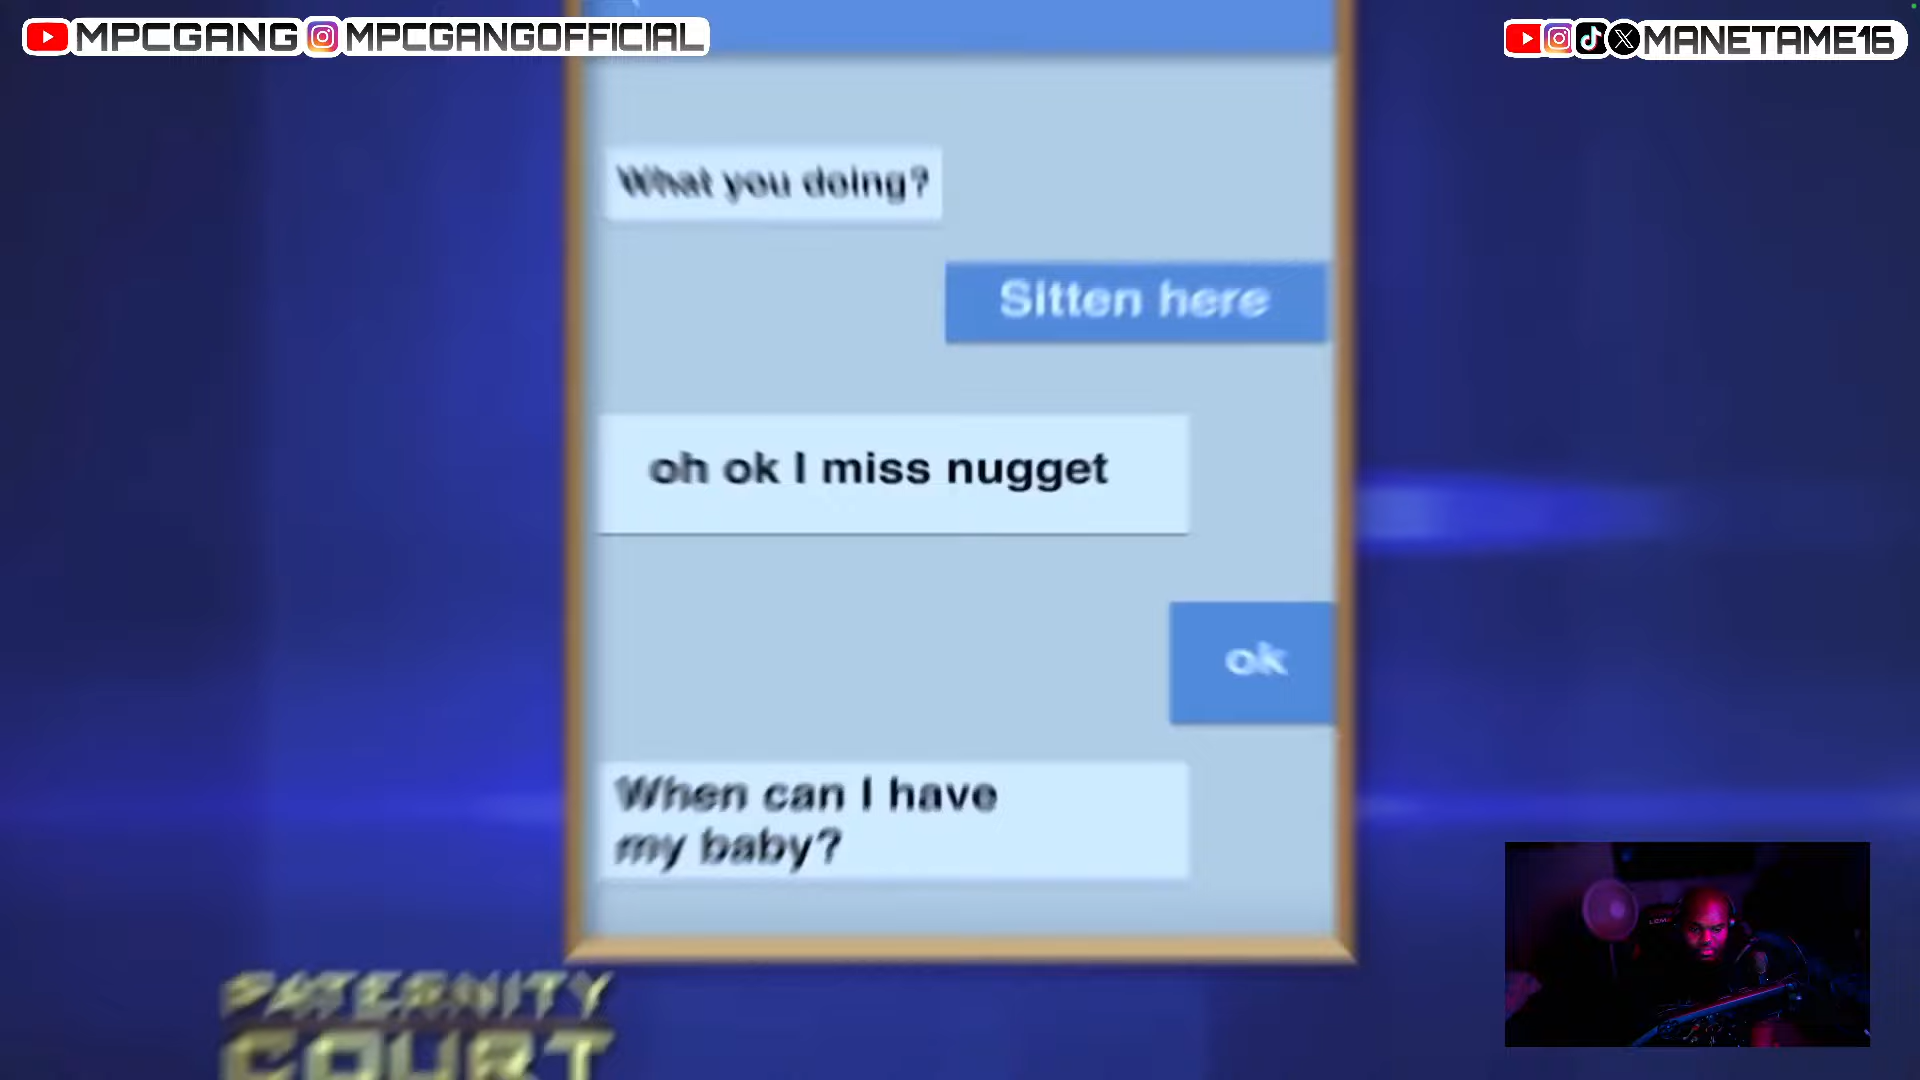 MPCGANG MPCGANGOFFICIAL
MANETAME16
What you doing?
Sitten here
oh ok I miss nugget
ok
When can I have
my baby?
PATERNITY
COURT